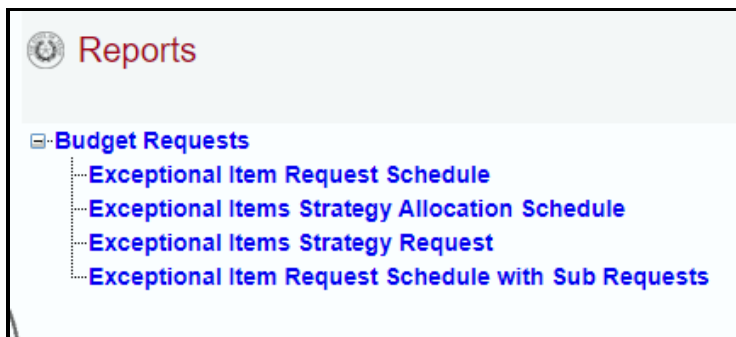 Reports
Budget Requests
Exceptional Item Request Schedule
Exceptional Items Strategy Allocation Schedule
Exceptional Items Strategy Request
Exceptional Item Request Schedule with Sub Requests